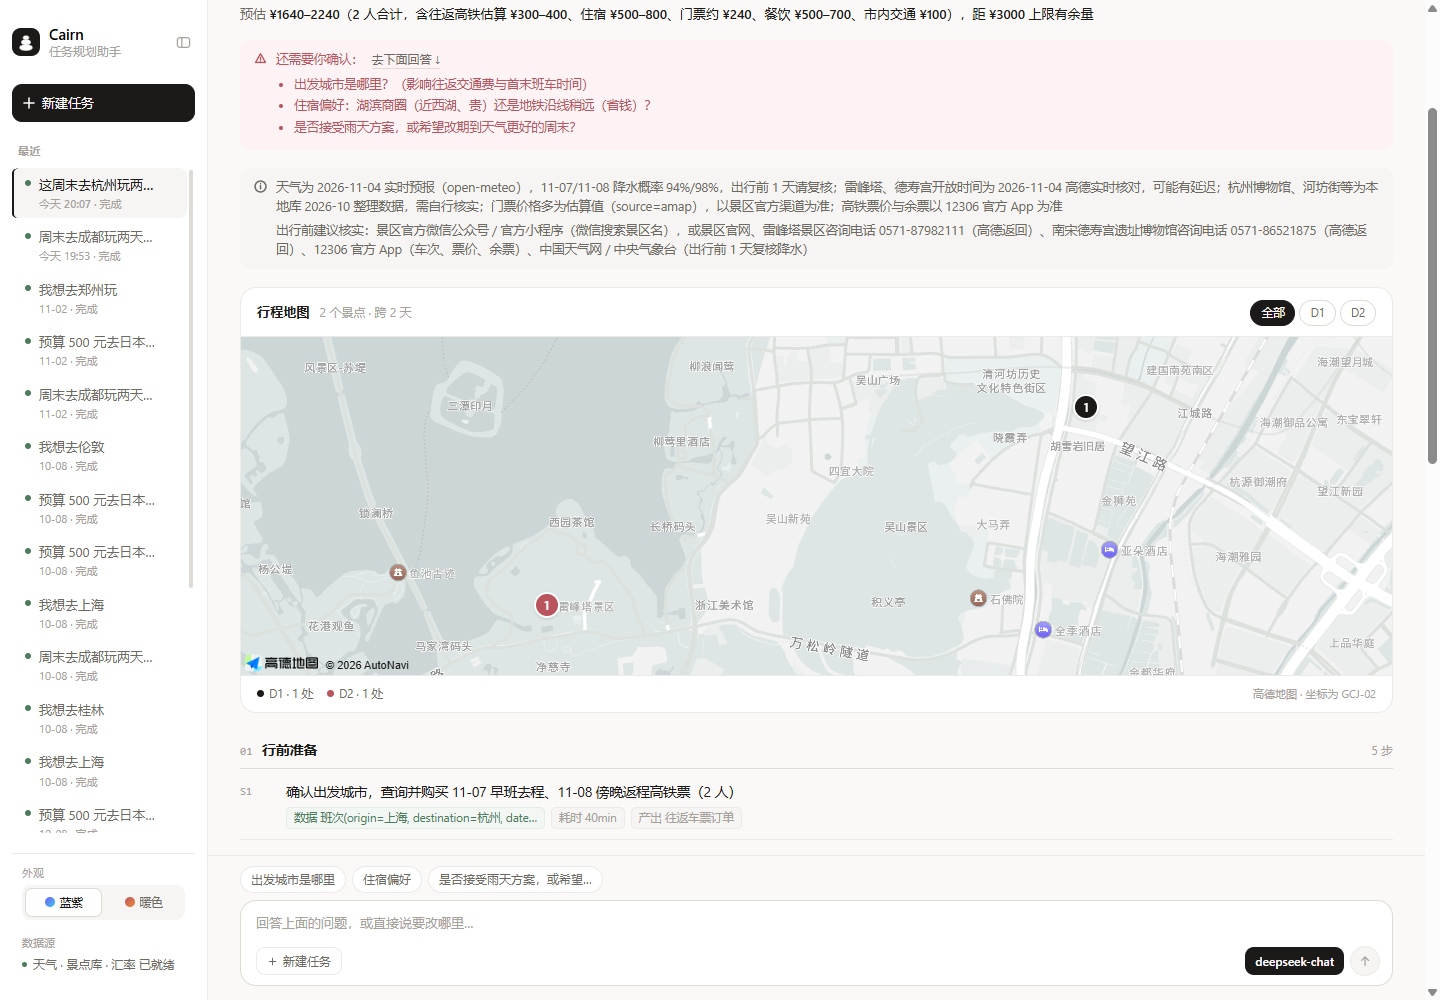 Cairn
任务规划助手
+ 新建任务
最近
这周末去杭州玩两...
今天 20:07 · 完成
周末去成都玩两天...
今天 19:53 · 完成
我想去郑州玩
11-02 · 完成
预算 500 元去日本...
11-02 · 完成
周末去成都玩两天...
11-02 · 完成
我想去伦敦
10-08 · 完成
预算 500 元去日本...
10-08 · 完成
预算 500 元去日本...
10-08 · 完成
我想去上海
10-08 · 完成
周末去成都玩两天...
10-08 · 完成
我想去桂林
10-08 · 完成
我想去上海
10-08 · 完成
预算 500 元去日本...
10-08 · 完成
外观
蓝紫
暖色
数据源
天气 · 景点库 · 汇率 已就绪
预估 ¥1640–2240（2 人合计，含往返高铁估算 ¥300–400、住宿 ¥500–800、门票约 ¥240、餐饮 ¥500–700、市内交通 ¥100），距 ¥3000 上限有余量
还需要你确认： 去下面回答 ↓
• 出发城市是哪里？（影响往返交通费与首末班车时间）
• 住宿偏好：湖滨商圈（近西湖、贵）还是地铁沿线稍远（省钱）？
• 是否接受雨天方案，或希望改期到天气更好的周末？
天气为 2026-11-04 实时预报（open-meteo），11-07/11-08 降水概率 94%/98%，出行前 1 天请复核；雷峰塔、德寿宫开放时间为 2026-11-04 高德实时核对，可能有延迟；杭州博物馆、河坊街等为本
地库 2026-10 整理数据，需自行核实；门票价格多为估算值（source=amap），以景区官方渠道为准；高铁票价与余票以 12306 官方 App 为准
出行前建议核实：景区官方微信公众号 / 官方小程序（微信搜索景区名），或景区官网、雷峰塔景区咨询电话 0571-87982111（高德返回）、南宋德寿宫遗址博物馆咨询电话 0571-86521875（高德返
回）、12306 官方 App（车次、票价、余票）、中国天气网 / 中央气象台（出行前 1 天复核降水）
行程地图 2 个景点 · 跨 2 天
全部 D1 D2
风景区-苏堤
柳浪闻莺
吴山广场
清河坊历史
文化特色街区
建国南苑南区
海潮望月城
三潭印月
1
江城路
海潮御品公寓
东宝翠轩
柳莺里酒店
晓霞弄
胡雪岩旧居
望江路
四宜大院
杭源御潮府
望江新园
馆
锁澜桥
西园茶馆
长桥码头
吴山新苑
吴山景区
大马弄
金狮苑
亚朵酒店
海潮雅园
杨公堤
鱼池古迹
1
雷峰塔景区
浙江美术馆
积义亭
石佛院
花港观鱼
全季酒店
马家湾码头
万松岭隧道
上品华庭
净慈寺
路
金都华府
高德地图 © 2026 AutoNavi
D1 · 1 处
D2 · 1 处
高德地图 · 坐标为 GCJ-02
01 行前准备
5 步
S1
确认出发城市，查询并购买 11-07 早班去程、11-08 傍晚返程高铁票（2 人）
数据 班次(origin=上海, destination=杭州, date...
耗时 40min
产出 往返车票订单
出发城市是哪里
住宿偏好
是否接受雨天方案，或希望...
回答上面的问题，或直接说要改哪里...
+ 新建任务
deepseek-chat